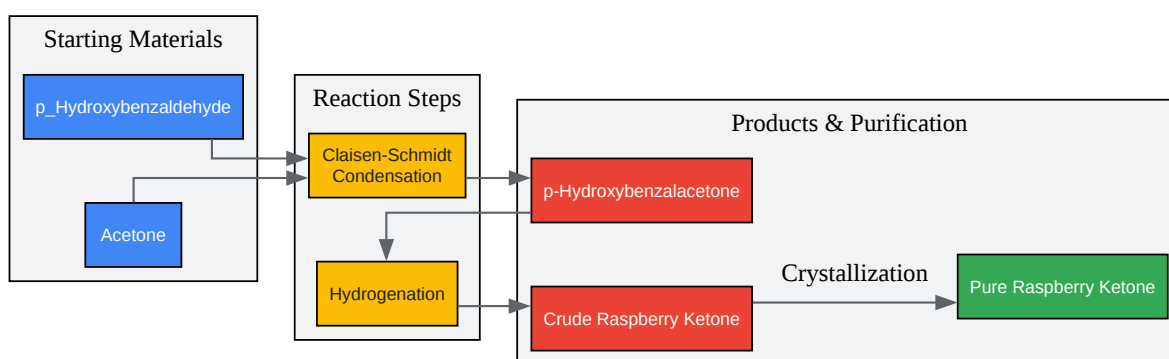 Starting Materials
p_Hydroxybenzaldehyde
Acetone
Reaction Steps
Claisen-Schmidt
Condensation
Hydrogenation
Products & Purification
p-Hydroxybenzalacetone
Crude Raspberry Ketone
Crystallization
Pure Raspberry Ketone